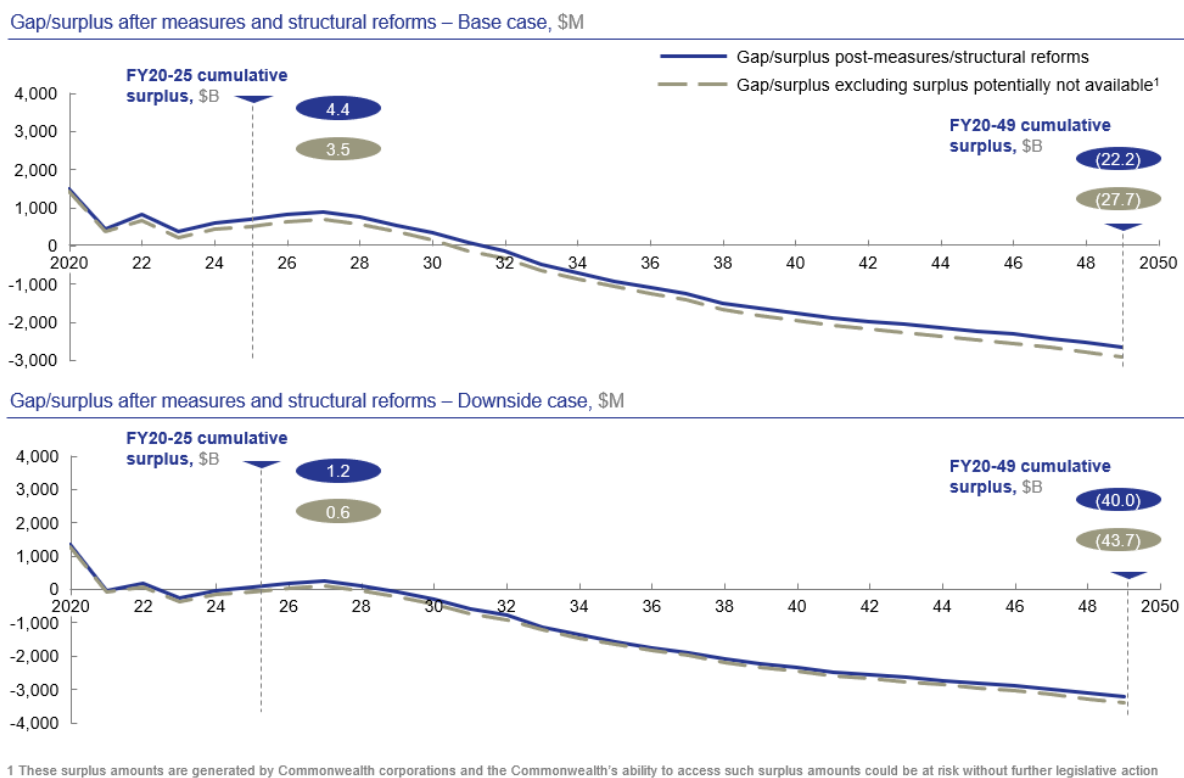 Gap/surplus after measures and structural reforms – Base case, $M
Gap/surplus post-measures/structural reforms
Gap/surplus excluding surplus potentially not available¹
FY20-25 cumulative
surplus, $B
4.4
3.5
FY20-49 cumulative
surplus, $B
(22.2)
(27.7)
4,000
3,000
2,000
1,000
0
-1,000
-2,000
-3,000
2020 22 24 26 28 30 32 34 36 38 40 42 44 46 48 2050
Gap/surplus after measures and structural reforms – Downside case, $M
FY20-25 cumulative
surplus, $B
1.2
0.6
FY20-49 cumulative
surplus, $B
(40.0)
(43.7)
4,000
3,000
2,000
1,000
0
-1,000
-2,000
-3,000
-4,000
2020 22 24 26 28 30 32 34 36 38 40 42 44 46 48 2050
1 These surplus amounts are generated by Commonwealth corporations and the Commonwealth's ability to access such surplus amounts could be at risk without further legislative action